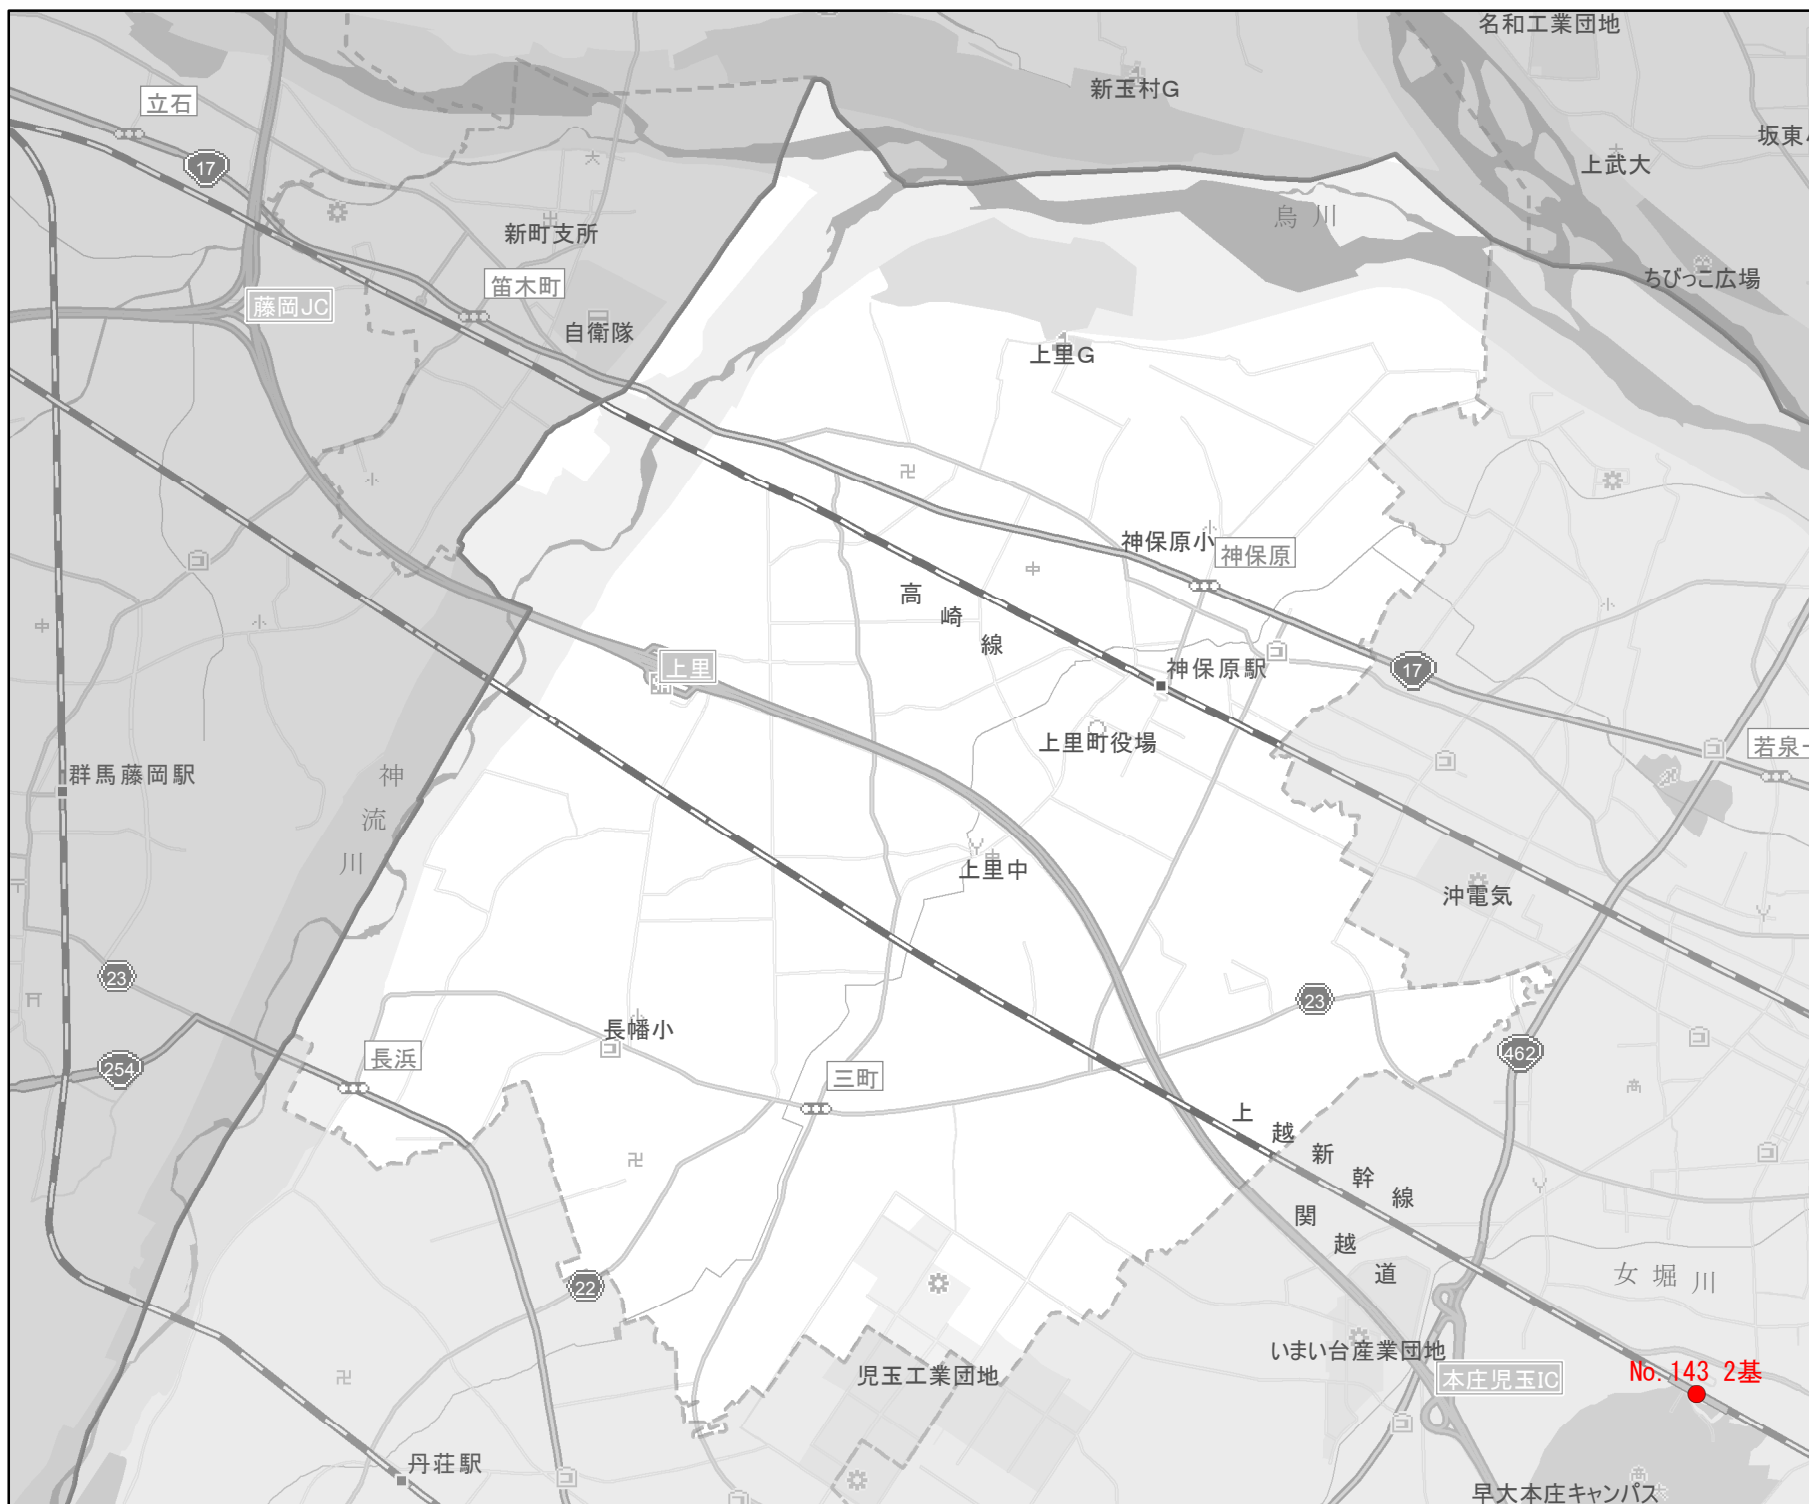 名和工業団地
立石
新玉村G
坂東
17
上武大
烏川
新町支所
ちびっこ広場
笛木町
藤岡JC
自衛隊
上里G
神保原小
神保原
高崎線
上里
神保原駅
17
上里町役場
若泉
群馬藤岡駅
神流川
上里中
沖電気
23
23
長幡小
長浜
254
三町
462
上越新幹線
関越道
女堀川
22
いまい台産業団地
児玉工業団地
本庄児玉IC
No.143 2基
丹荘駅
早大本庄キャンパス